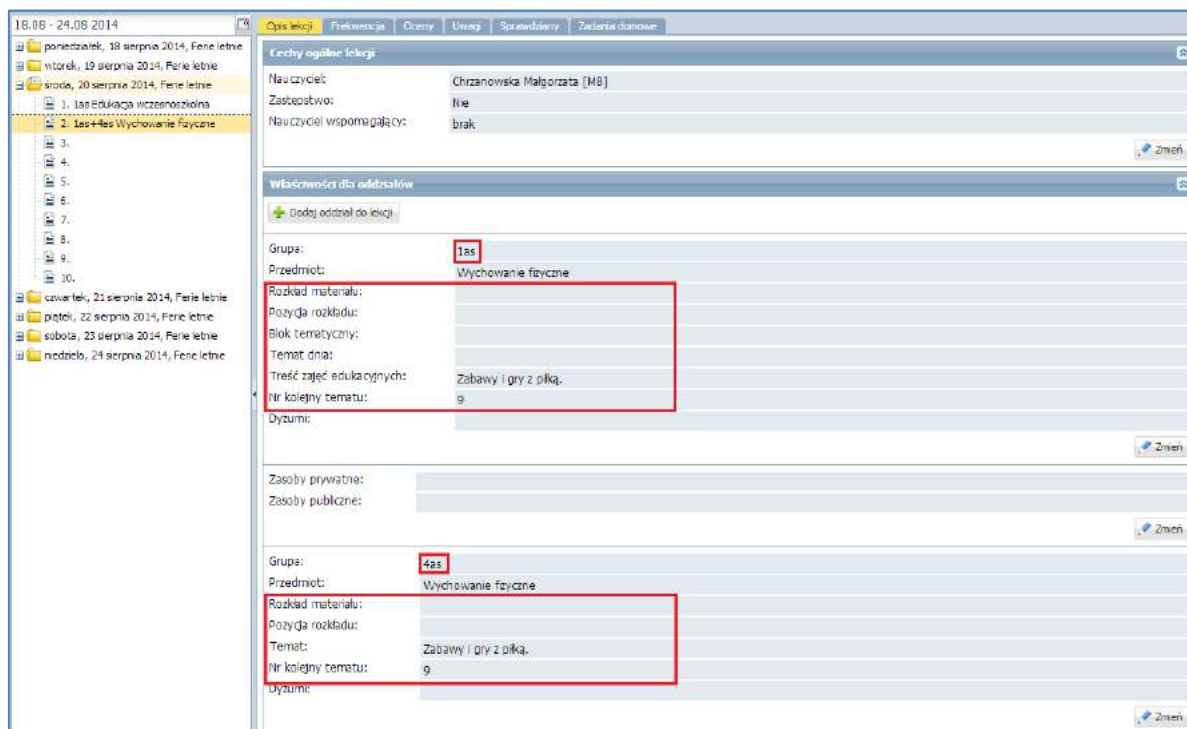 18.08 - 24.08 2014
poniedziałek, 18 sierpnia 2014, Ferie letnie
wtorek, 19 sierpnia 2014, Ferie letnie
środa, 20 sierpnia 2014, Ferie letnie
1. 1as Edukacja wczesnoszkolna
2. 1as+4as Wychowanie fizyczne
3.
4.
5.
6.
7.
8.
9.
10.
czwartek, 21 sierpnia 2014, Ferie letnie
piątek, 22 sierpnia 2014, Ferie letnie
sobota, 23 sierpnia 2014, Ferie letnie
niedziela, 24 sierpnia 2014, Ferie letnie
Opis lekcji Frekwencja Oceny Uwagi Sprawdziany Zadania domowe
Cechy ogólne lekcji
Nauczyciel: Chrzanowska Małgorzata [MB]
Zastępstwo: Nie
Nauczyciel wspomagający: brak
Zmień
Właściwości dla oddziałów
Dodaj oddział do lekcji
Grupa: 1as
Przedmiot: Wychowanie fizyczne
Rozkład materiału:
Pozycja rozkładu:
Blok tematyczny:
Temat dnia:
Treść zajęć edukacyjnych: Zabawy i gry z piłką.
Nr kolejny tematu: 9
Dyżurni:
Zmień
Zasoby prywatne:
Zasoby publiczne:
Zmień
Grupa: 4as
Przedmiot: Wychowanie fizyczne
Rozkład materiału:
Pozycja rozkładu:
Temat: Zabawy i gry z piłką.
Nr kolejny tematu: 9
Dyżurni:
Zmień